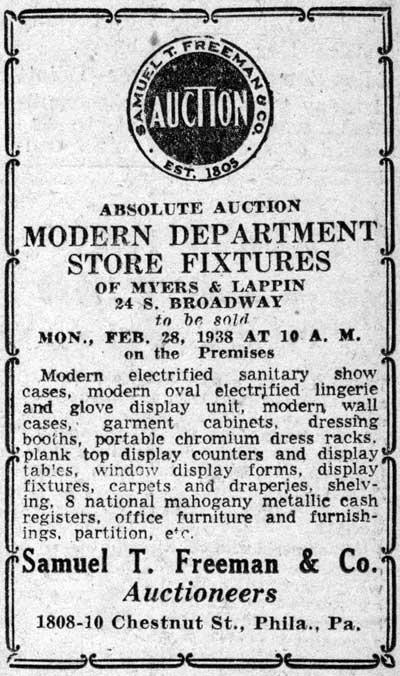 SAMUEL T. FREEMAN & CO.
AUCTION
EST. 1805
ABSOLUTE AUCTION
MODERN DEPARTMENT
STORE FIXTURES
OF MYERS & LAPPIN
24 S. BROADWAY
to be sold
MON., FEB. 28, 1938 AT 10 A. M.
on the Premises
Modern electrified sanitary show
cases, modern oval electrified lingerie
and glove display unit, modern wall
cases, garment cabinets, dressing
booths, portable chromium dress racks,
plank top display counters and display
tables, window display forms, display
fixtures, carpets and draperies, shelv-
ing, 8 national mahogany metallic cash
registers, office furniture and furnish-
ings, partition, etc.
Samuel T. Freeman & Co.
Auctioneers
1808-10 Chestnut St., Phila., Pa.